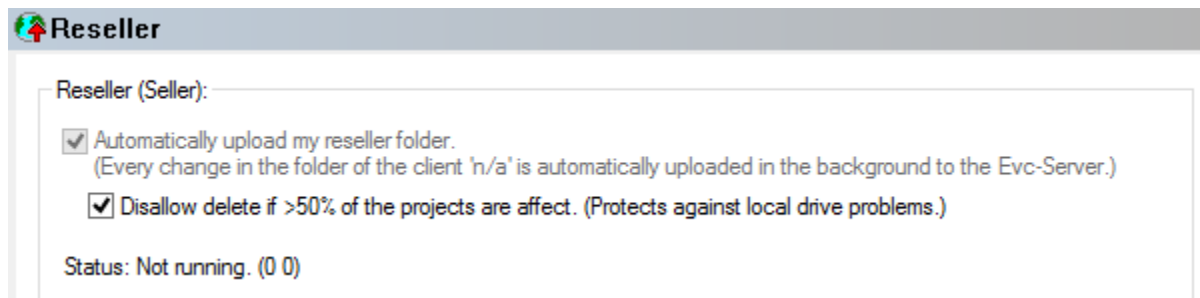 Reseller
Reseller (Seller):
Automatically upload my reseller folder.
(Every change in the folder of the client 'n/a' is automatically uploaded in the background to the Evc-Server.)
Disallow delete if >50% of the projects are affect. (Protects against local drive problems.)
Status: Not running. (0 0)